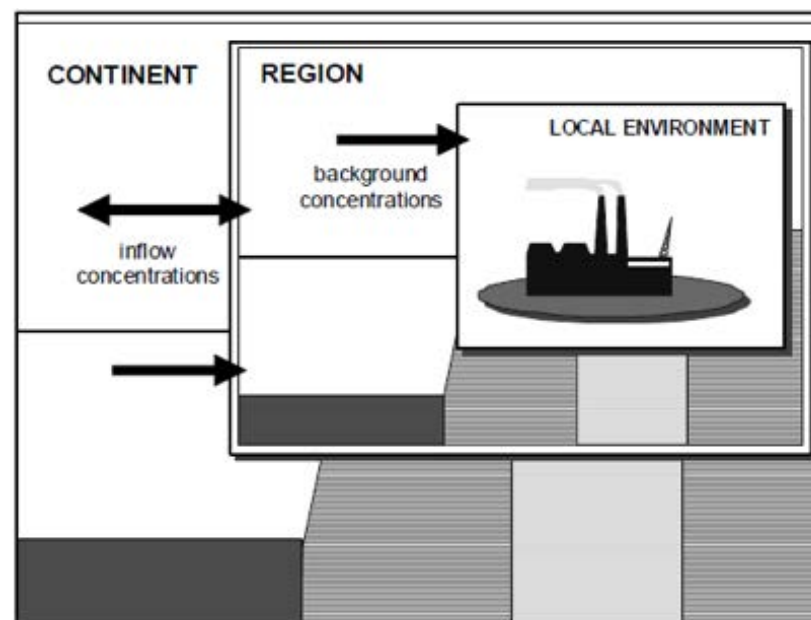 CONTINENT
REGION
LOCAL ENVIRONMENT
background
concentrations
inflow
concentrations